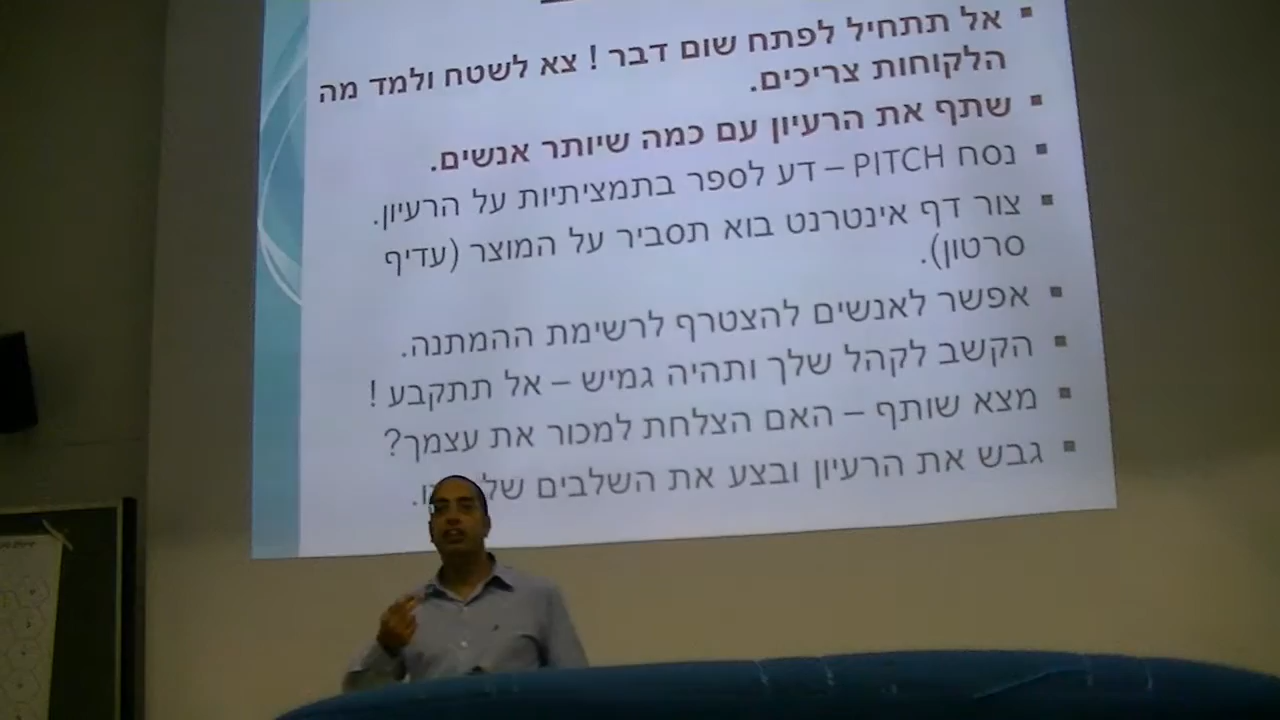 אל תתחיל לפתח שום דבר ! צא לשטח ולמד מה
הלקוחות צריכים.
שתף את הרעיון עם כמה שיותר אנשים.
נסח PITCH – דע לספר בתמציתיות על הרעיון.
צור דף אינטרנט בוא תסביר על המוצר (עדיף
סרטון).
אפשר לאנשים להצטרף לרשימת ההמתנה.
הקשב לקהל שלך ותהיה גמיש – אל תתקבע !
מצא שותף – האם הצלחת למכור את עצמך?
גבש את הרעיון ובצע את השלבים